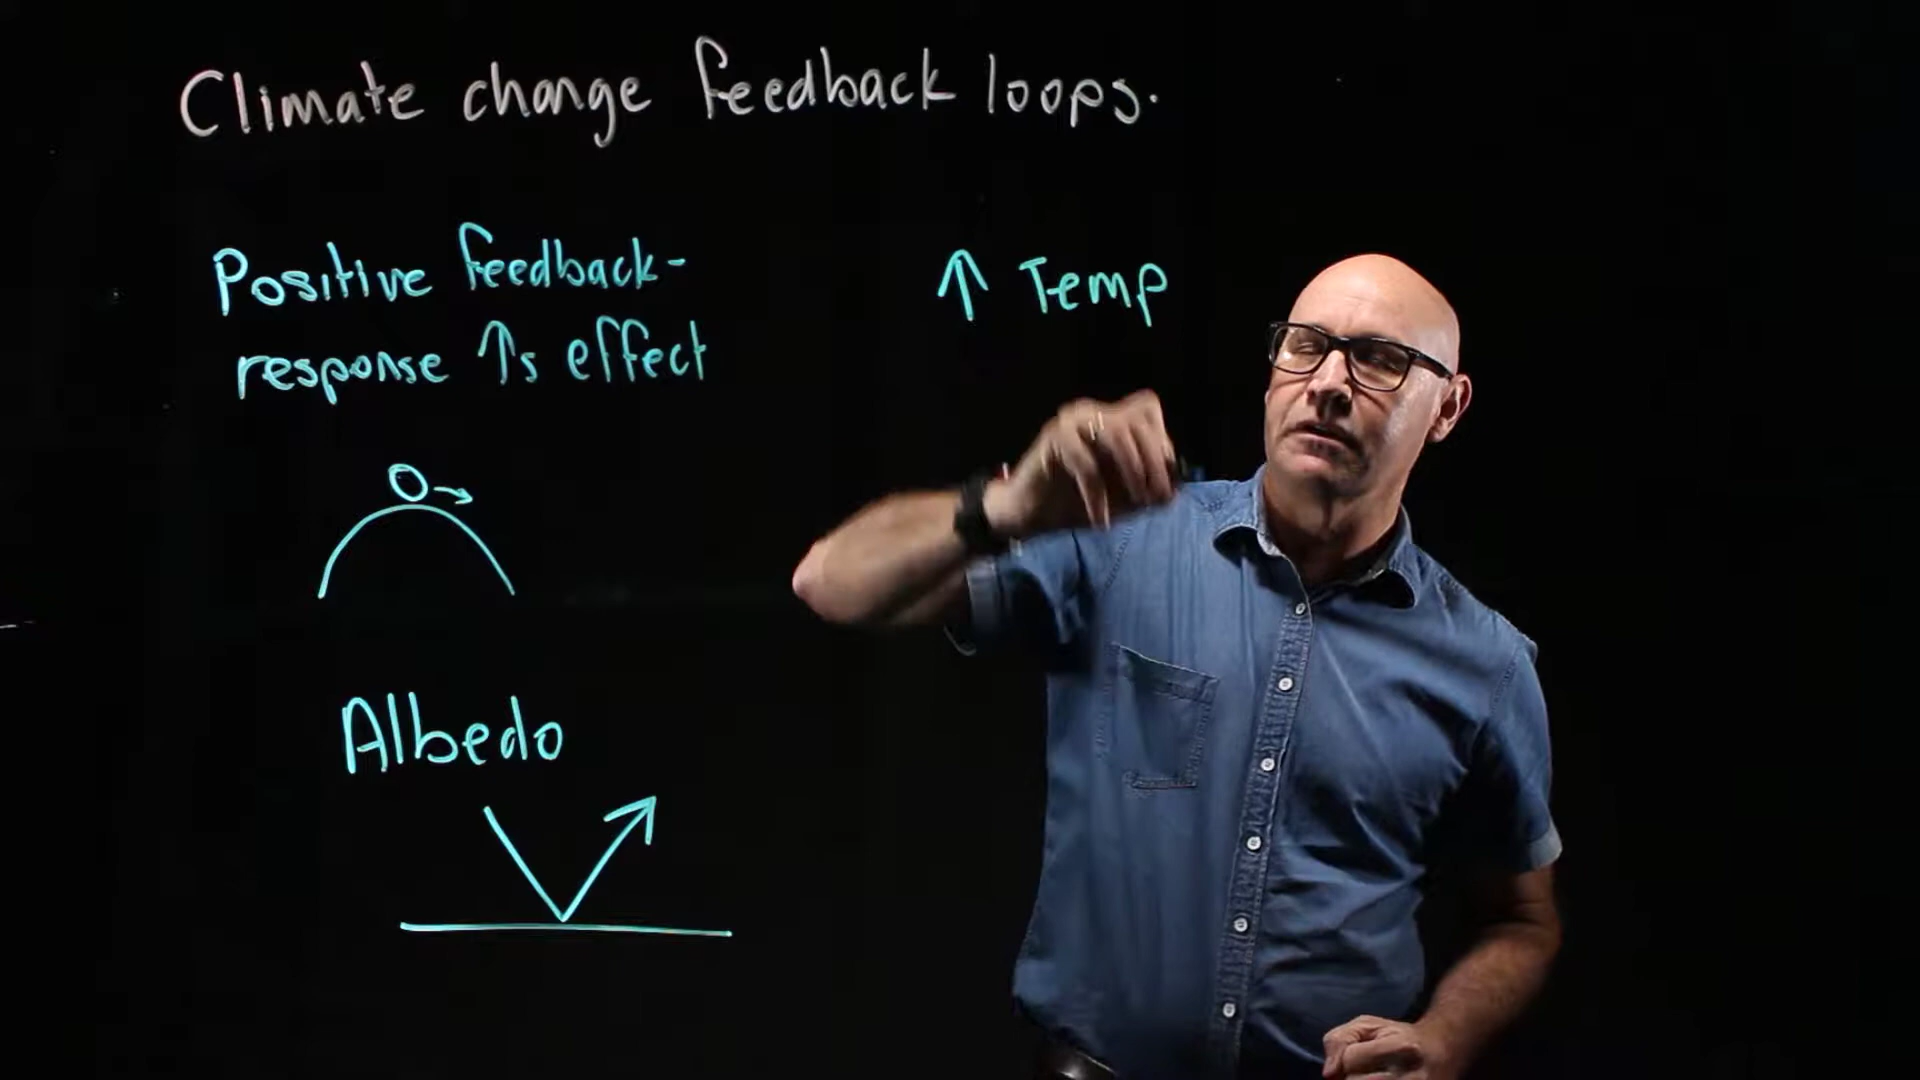 Climate change feedback loops.
Positive feedback-
response ↑s effect
↑ Temp
Albedo